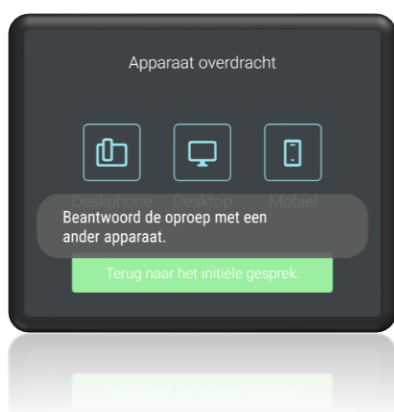 Apparaat overdracht
Deskphone Desktop Mobiel
Beantwoord de oproep met een
ander apparaat.
Terug naar het initiële gesprek.